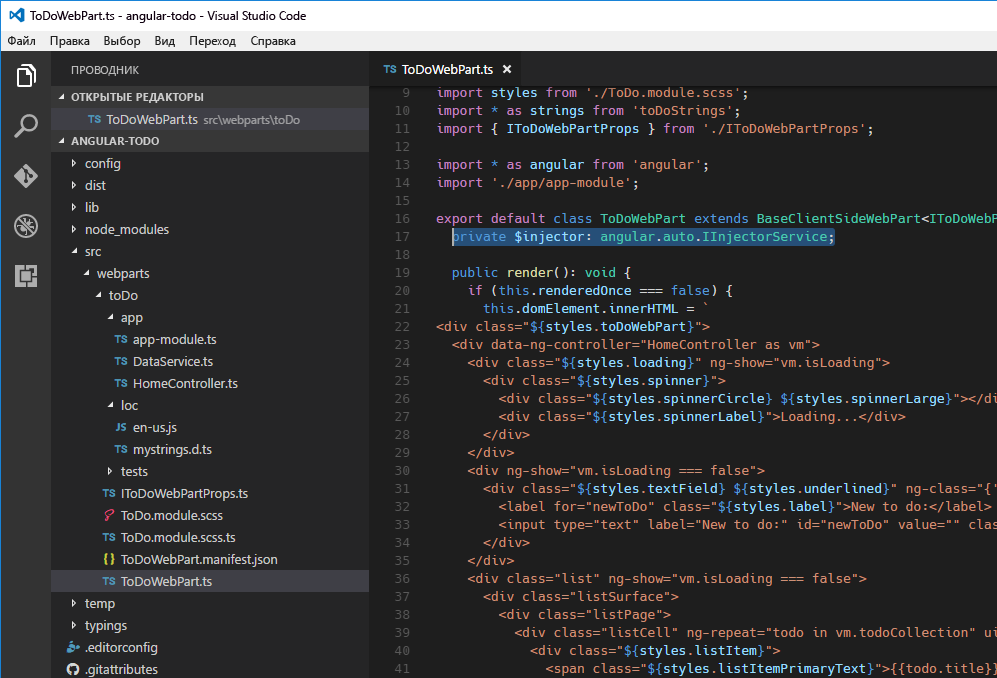 ToDoWebPart.ts - angular-todo - Visual Studio Code
Файл Правка Выбор Вид Переход Справка
ПРОВОДНИК
ОТКРЫТЫЕ РЕДАКТОРЫ
TS ToDoWebPart.ts src\webparts\toDo
ANGULAR-TODO
config
dist
lib
node_modules
src
webparts
toDo
app
TS app-module.ts
TS DataService.ts
TS HomeController.ts
loc
JS en-us.js
TS mystrings.d.ts
tests
TS IToDoWebPartProps.ts
ToDo.module.scss
TS ToDo.module.scss.ts
{} ToDoWebPart.manifest.json
TS ToDoWebPart.ts
temp
typings
.editorconfig
.gitattributes
TS ToDoWebPart.ts ×
9 import styles from './ToDo.module.scss';
10 import * as strings from 'toDoStrings';
11 import { IToDoWebPartProps } from './IToDoWebPartProps';
12
13 import * as angular from 'angular';
14 import './app/app-module';
15
16 export default class ToDoWebPart extends BaseClientSideWebPart<IToDoWebP
17 private $injector: angular.auto.IInjectorService;
18
19 public render(): void {
20 if (this.renderedOnce === false) {
21 this.domElement.innerHTML = `
22 <div class="${styles.toDoWebPart}">
23 <div data-ng-controller="HomeController as vm">
24 <div class="${styles.loading}" ng-show="vm.isLoading">
25 <div class="${styles.spinner}">
26 <div class="${styles.spinnerCircle} ${styles.spinnerLarge}"></di
27 <div class="${styles.spinnerLabel}">Loading...</div>
28 </div>
29 </div>
30 <div ng-show="vm.isLoading === false">
31 <div class="${styles.textField} ${styles.underlined}" ng-class="{'
32 <label for="newToDo" class="${styles.label}">New to do:</label>
33 <input type="text" label="New to do:" id="newToDo" value="" clas
34 </div>
35 </div>
36 <div class="list" ng-show="vm.isLoading === false">
37 <div class="listSurface">
38 <div class="listPage">
39 <div class="listCell" ng-repeat="todo in vm.todoCollection" ui
40 <div class="${styles.listItem}">
41 <span class="${styles.listItemPrimaryText}">{{todo.title}}